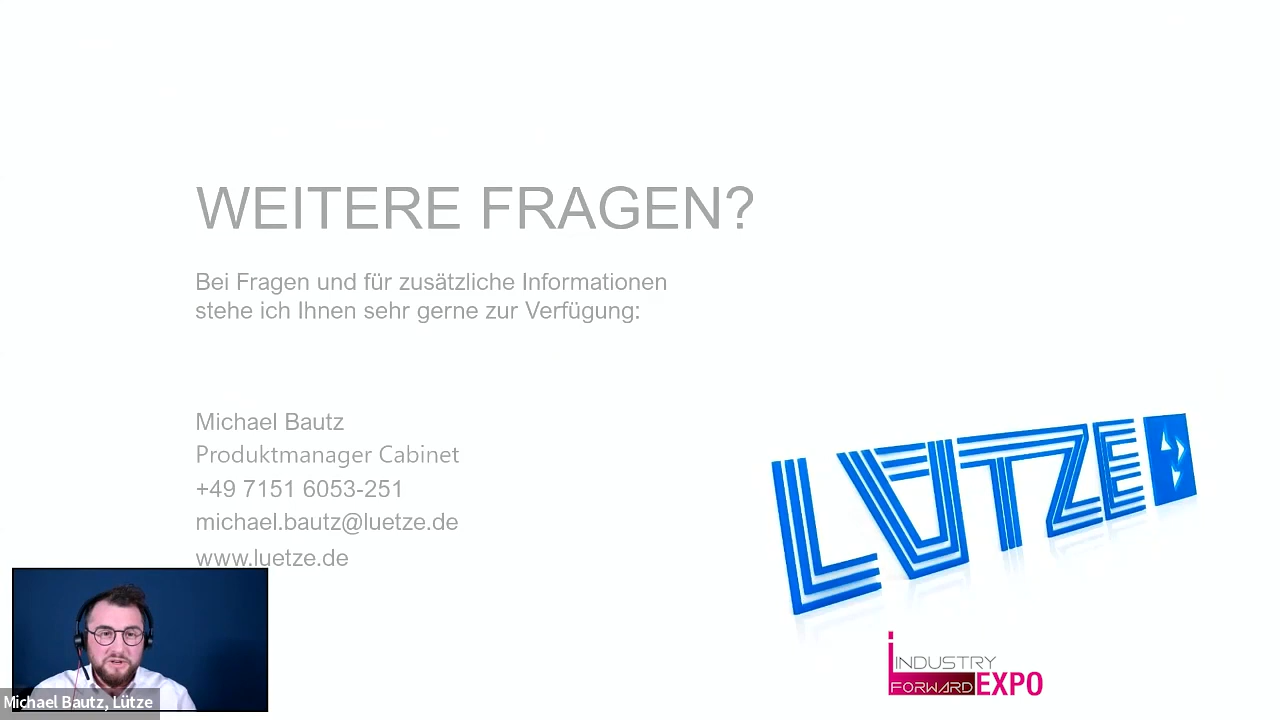 WEITERE FRAGEN?
Bei Fragen und für zusätzliche Informationen
stehe ich Ihnen sehr gerne zur Verfügung:
Michael Bautz
Produktmanager Cabinet
+49 7151 6053-251
michael.bautz@luetze.de
www.luetze.de
LÜTZE
INDUSTRY
FORWARD EXPO
Michael Bautz, Lütze